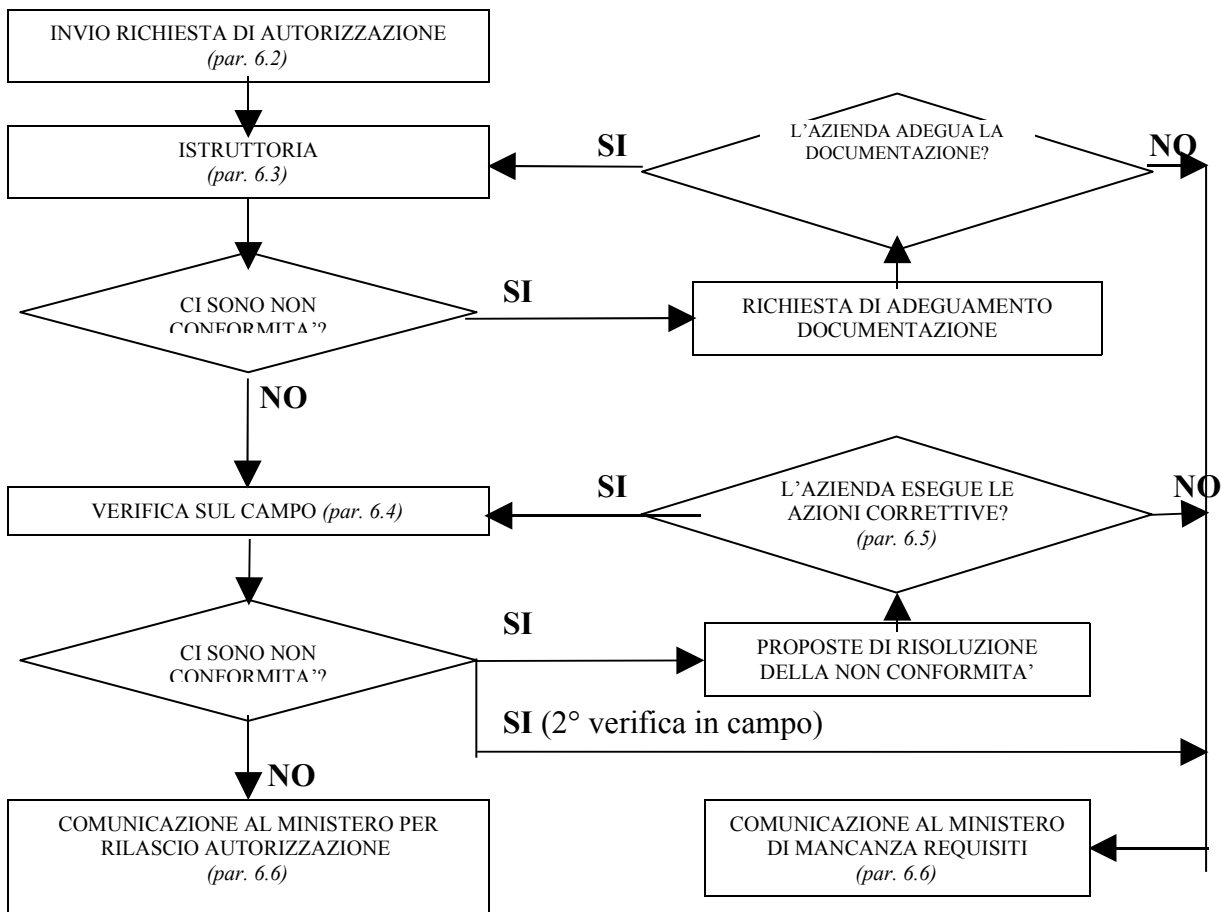 INVIO RICHIESTA DI AUTORIZZAZIONE
(par. 6.2)
ISTRUTTORIA
(par. 6.3)
SI
L'AZIENDA ADEGUA LA
DOCUMENTAZIONE?
NO
CI SONO NON
CONFORMITA'?
SI
RICHIESTA DI ADEGUAMENTO
DOCUMENTAZIONE
NO
VERIFICA SUL CAMPO (par. 6.4)
SI
L'AZIENDA ESEGUE LE
AZIONI CORRETTIVE?
(par. 6.5)
NO
CI SONO NON
CONFORMITA'?
SI
PROPOSTE DI RISOLUZIONE
DELLA NON CONFORMITA'
SI (2° verifica in campo)
NO
COMUNICAZIONE AL MINISTERO PER
RILASCIO AUTORIZZAZIONE
(par. 6.6)
COMUNICAZIONE AL MINISTERO
DI MANCANZA REQUISITI
(par. 6.6)